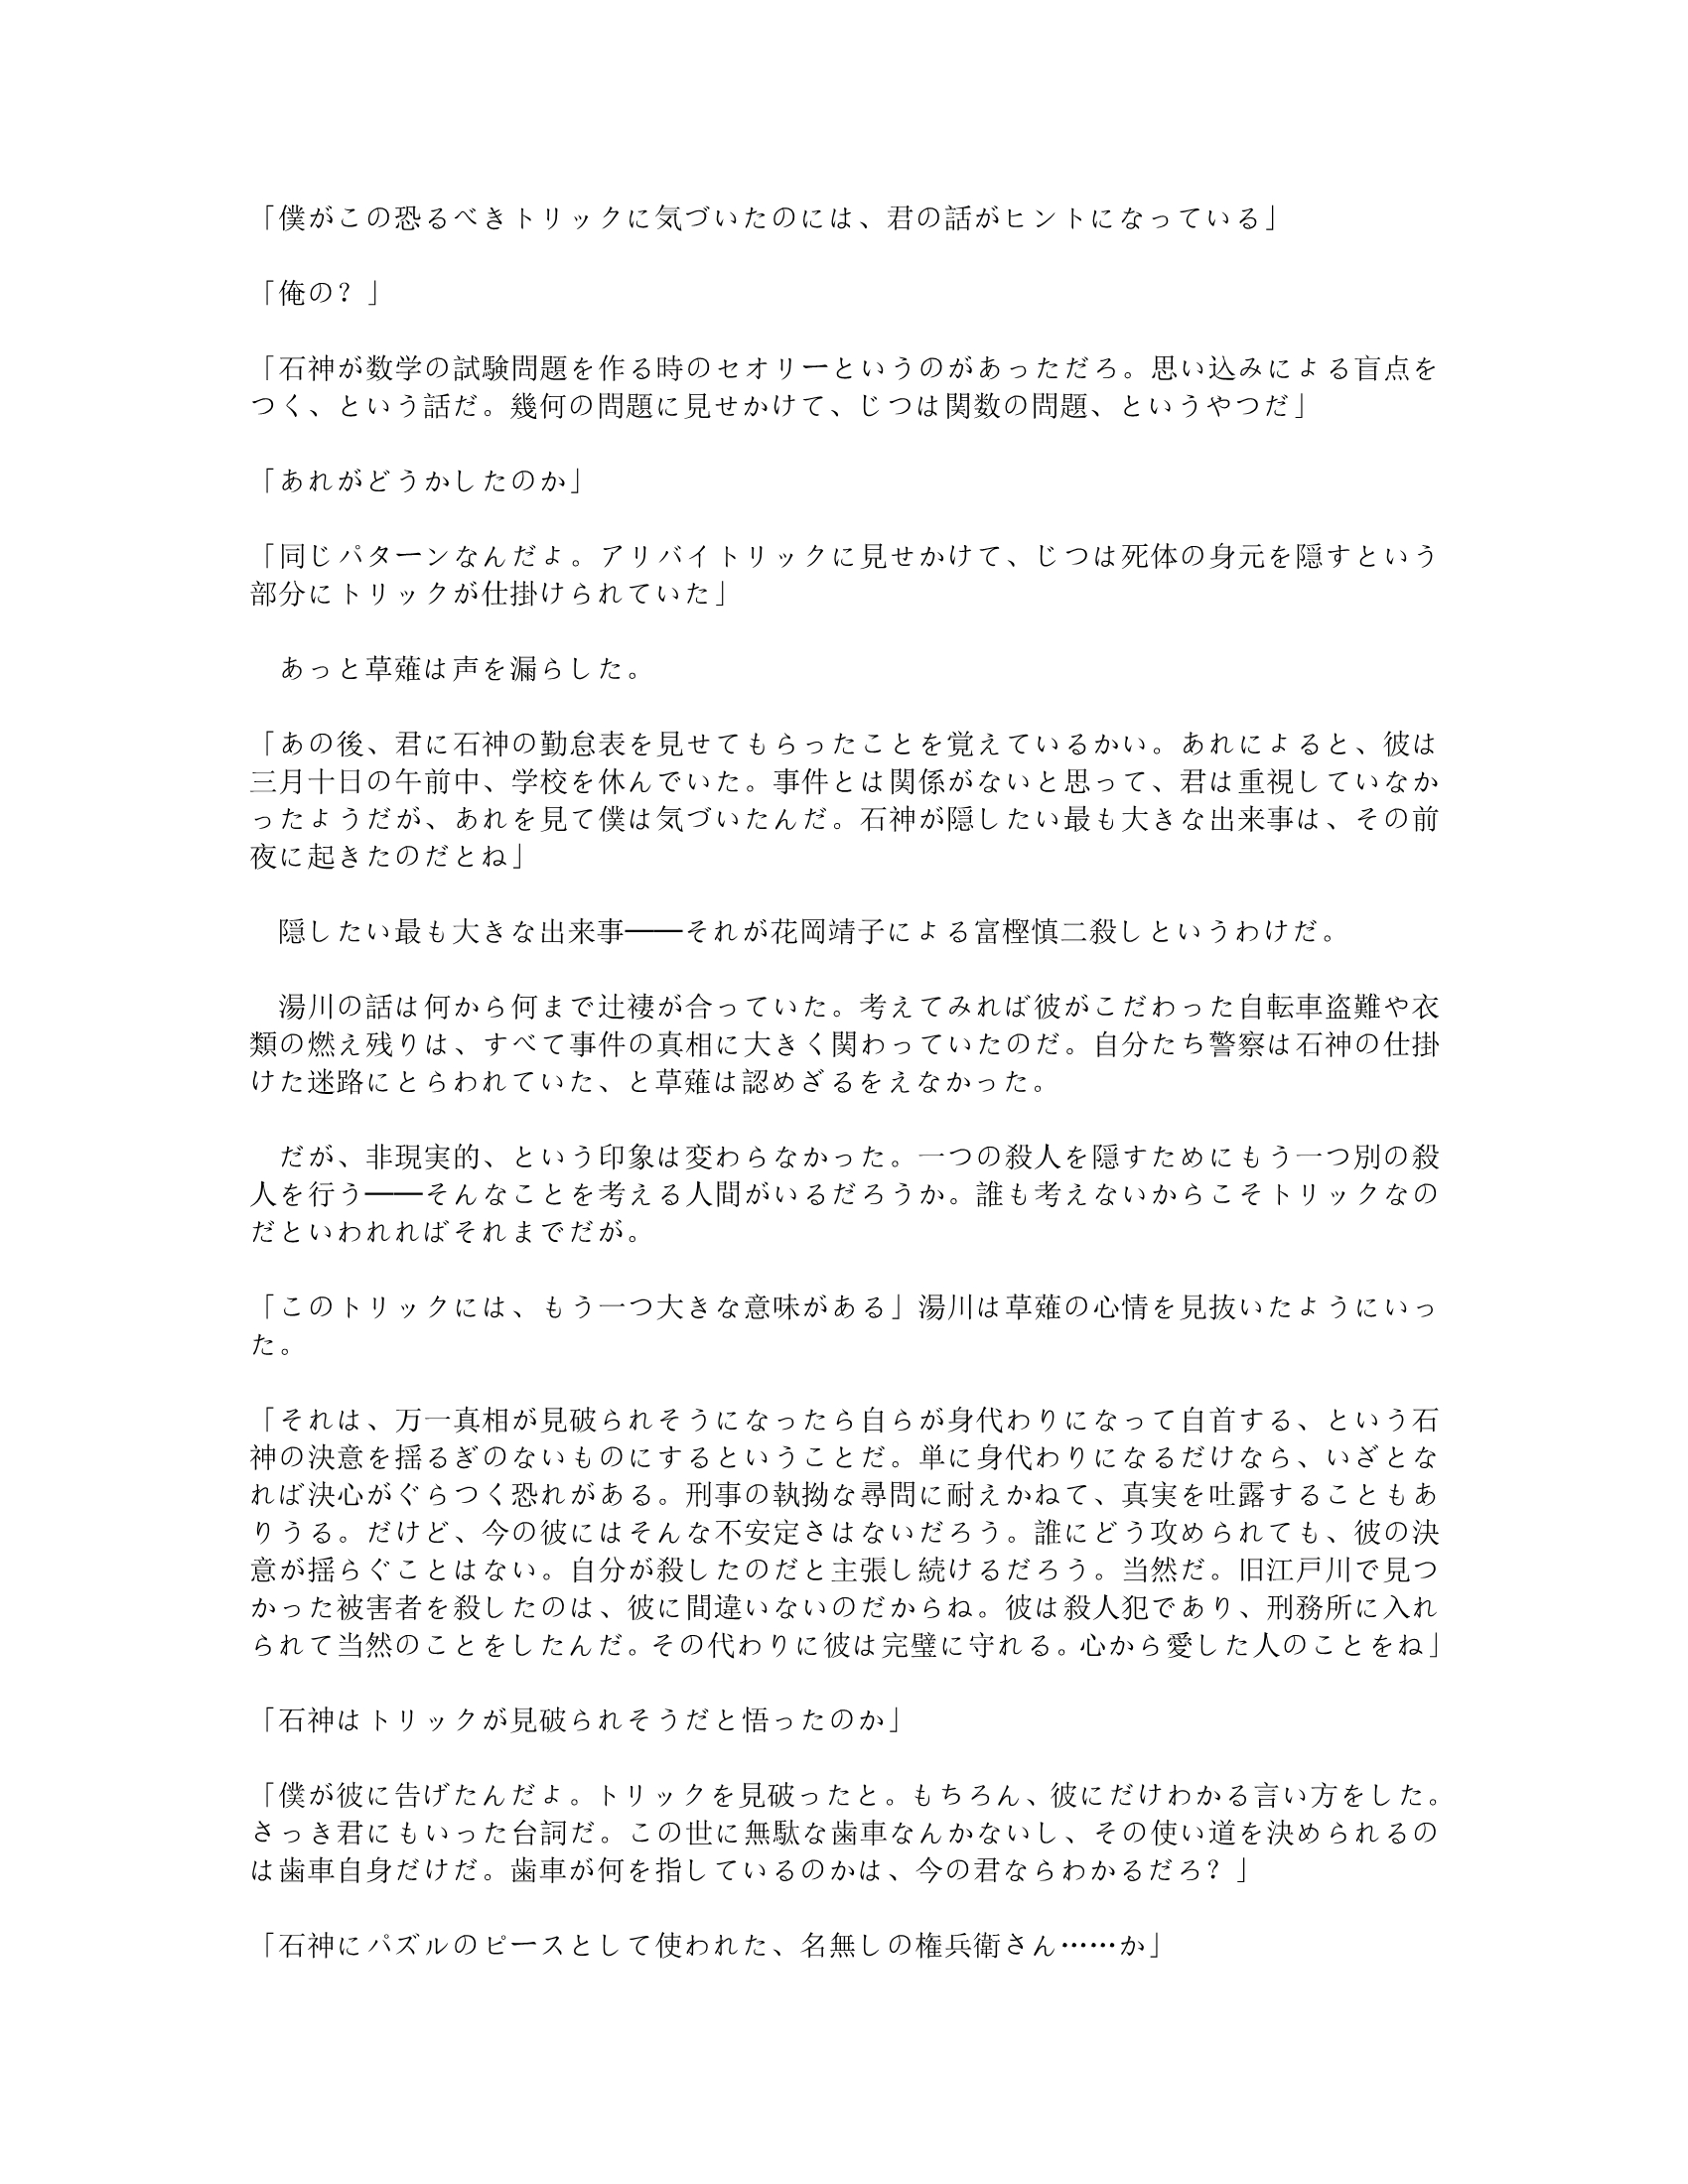 「僕がこの恐るべきトリックに気づいたのには、君の話がヒントになっている」
「俺の？」
「石神が数学の試験問題を作る時のセオリーというのがあっただろ。思い込みによる盲点を
つく、という話だ。幾何の問題に見せかけて、じつは関数の問題、というやつだ」
「あれがどうかしたのか」
「同じパターンなんだよ。アリバイトリックに見せかけて、じつは死体の身元を隠すという
部分にトリックが仕掛けられていた」
　あっと草薙は声を漏らした。
「あの後、君に石神の勤怠表を見せてもらったことを覚えているかい。あれによると、彼は
三月十日の午前中、学校を休んでいた。事件とは関係がないと思って、君は重視していなか
ったようだが、あれを見て僕は気づいたんだ。石神が隠したい最も大きな出来事は、その前
夜に起きたのだとね」
　隠したい最も大きな出来事――それが花岡靖子による富樫慎二殺しというわけだ。
　湯川の話は何から何まで辻褄が合っていた。考えてみれば彼がこだわった自転車盗難や衣
類の燃え残りは、すべて事件の真相に大きく関わっていたのだ。自分たち警察は石神の仕掛
けた迷路にとらわれていた、と草薙は認めざるをえなかった。
　だが、非現実的、という印象は変わらなかった。一つの殺人を隠すためにもう一つ別の殺
人を行う――そんなことを考える人間がいるだろうか。誰も考えないからこそトリックなの
だといわれればそれまでだが。
「このトリックには、もう一つ大きな意味がある」湯川は草薙の心情を見抜いたようにいっ
た。
「それは、万一真相が見破られそうになったら自らが身代わりになって自首する、という石
神の決意を揺るぎのないものにするということだ。単に身代わりになるだけなら、いざとな
れば決心がぐらつく恐れがある。刑事の執拗な尋問に耐えかねて、真実を吐露することもあ
りうる。だけど、今の彼にはそんな不安定さはないだろう。誰にどう攻められても、彼の決
意が揺らぐことはない。自分が殺したのだと主張し続けるだろう。当然だ。旧江戸川で見つ
かった被害者を殺したのは、彼に間違いないのだからね。彼は殺人犯であり、刑務所に入れ
られて当然のことをしたんだ。その代わりに彼は完璧に守れる。心から愛した人のことをね」
「石神はトリックが見破られそうだと悟ったのか」
「僕が彼に告げたんだよ。トリックを見破ったと。もちろん、彼にだけわかる言い方をした。
さっき君にもいった台詞だ。この世に無駄な歯車なんかないし、その使い道を決められるの
は歯車自身だけだ。歯車が何を指しているのかは、今の君ならわかるだろ？」
「石神にパズルのピースとして使われた、名無しの権兵衛さん……か」